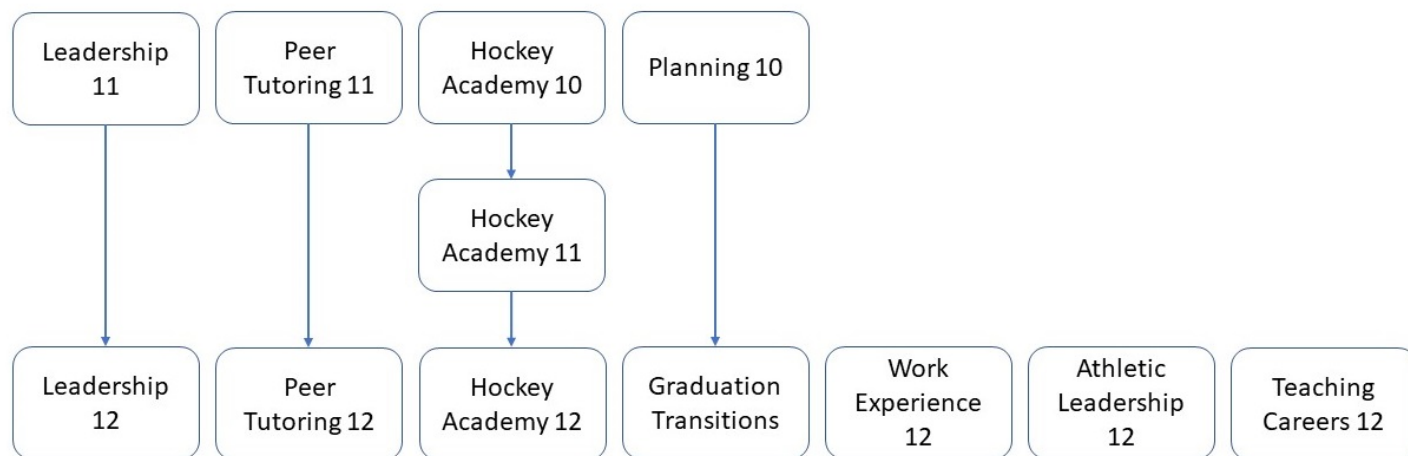 Leadership
11
Peer
Tutoring 11
Hockey
Academy 10
Planning 10
Hockey
Academy 11
Leadership
12
Peer
Tutoring 12
Hockey
Academy 12
Graduation
Transitions
Work
Experience
12
Athletic
Leadership
12
Teaching
Careers 12